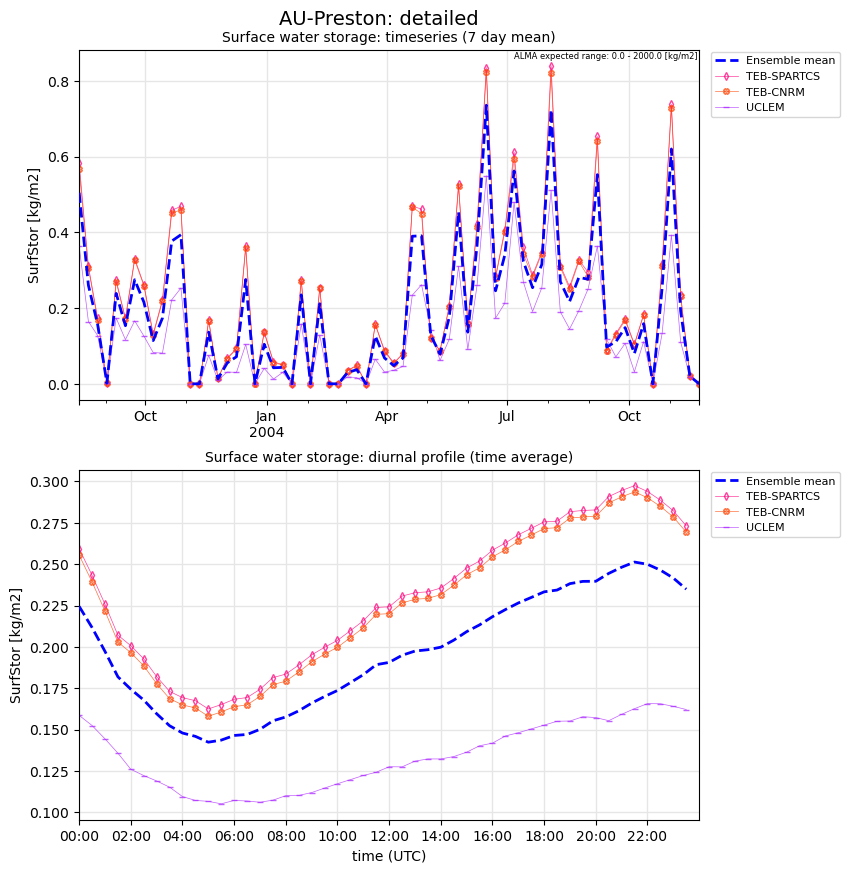 AU-Preston: detailed
Surface water storage: timeseries (7 day mean)
ALMA expected range: 0.0 - 2000.0 [kg/m2]
SurfStor [kg/m2]
0.8
0.6
0.4
0.2
0.0
Oct
Jan
2004
Apr
Jul
Oct
Ensemble mean
TEB-SPARTCS
TEB-CNRM
UCLEM
Surface water storage: diurnal profile (time average)
SurfStor [kg/m2]
0.300
0.275
0.250
0.225
0.200
0.175
0.150
0.125
0.100
00:00 02:00 04:00 06:00 08:00 10:00 12:00 14:00 16:00 18:00 20:00 22:00
time (UTC)
Ensemble mean
TEB-SPARTCS
TEB-CNRM
UCLEM